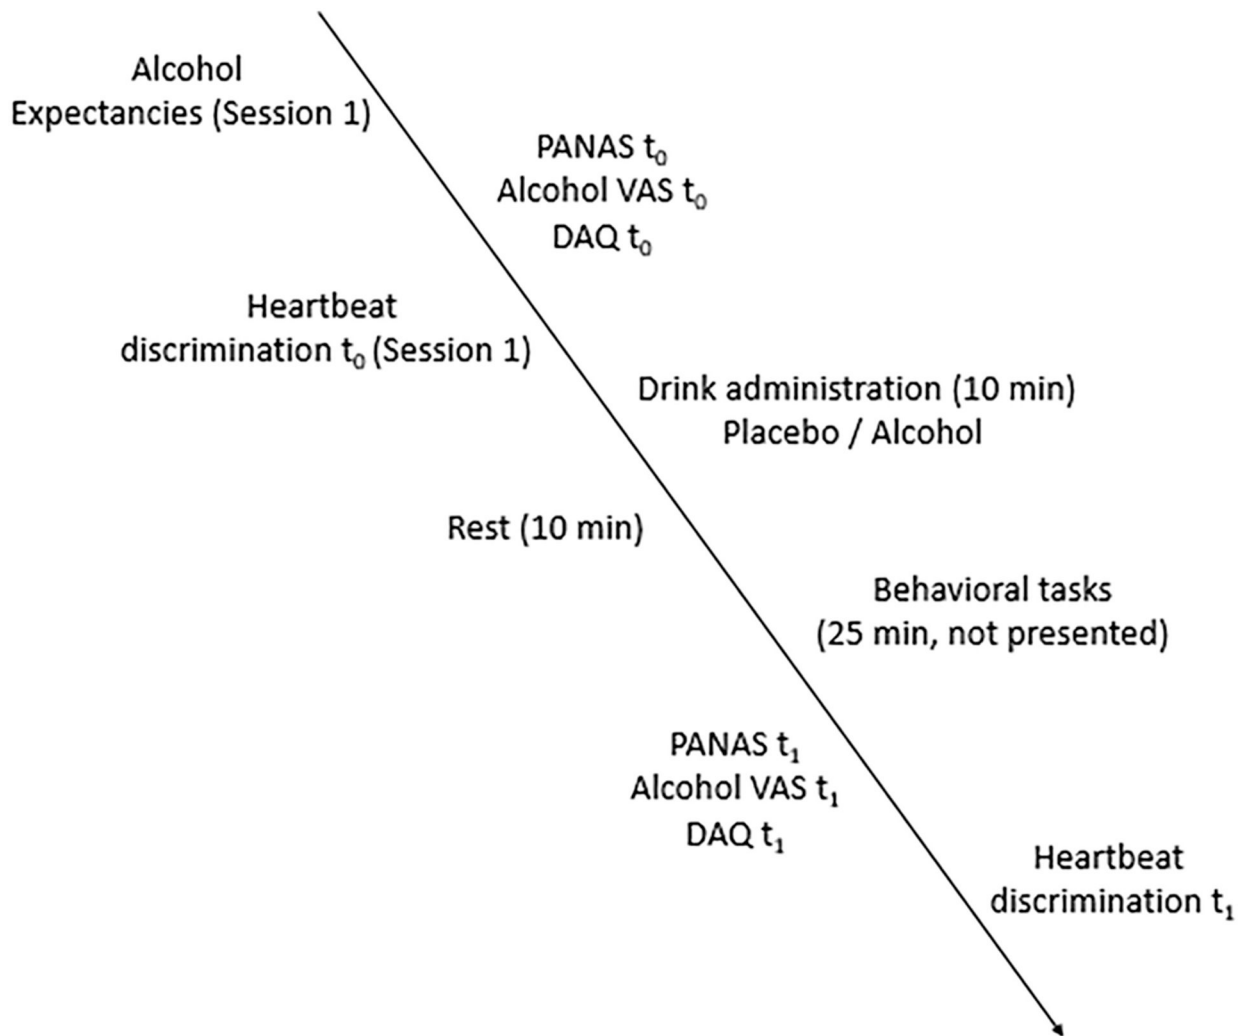 Alcohol
Expectancies (Session 1)
PANAS t₀
Alcohol VAS t₀
DAQ t₀
Heartbeat
discrimination t₀ (Session 1)
Drink administration (10 min)
Placebo / Alcohol
Rest (10 min)
Behavioral tasks
(25 min, not presented)
PANAS t₁
Alcohol VAS t₁
DAQ t₁
Heartbeat
discrimination t₁